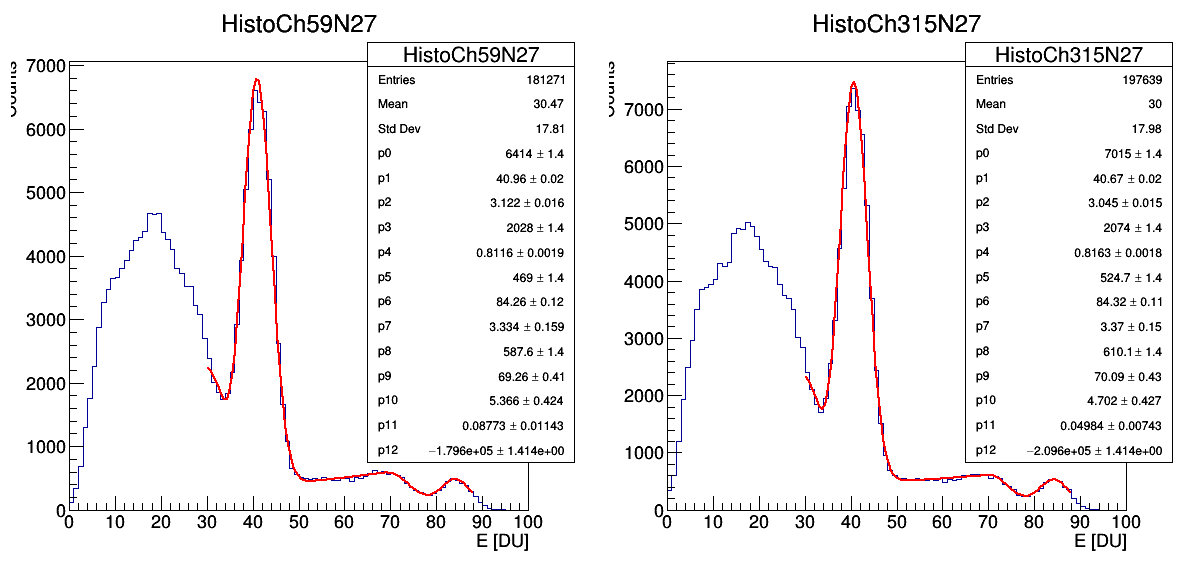 HistoCh59N27
HistoCh59N27
Entries 181271
Mean 30.47
Std Dev 17.81
p0 6414 ± 1.4
p1 40.96 ± 0.02
p2 3.122 ± 0.016
p3 2028 ± 1.4
p4 0.8116 ± 0.0019
p5 469 ± 1.4
p6 84.26 ± 0.12
p7 3.334 ± 0.159
p8 587.6 ± 1.4
p9 69.26 ± 0.41
p10 5.366 ± 0.424
p11 0.08773 ± 0.01143
p12 −1.796e+05 ± 1.414e+00
7000
6000
5000
4000
3000
2000
1000
0
0 10 20 30 40 50 60 70 80 90 100
E [DU]
HistoCh315N27
HistoCh315N27
Entries 197639
Mean 30
Std Dev 17.98
p0 7015 ± 1.4
p1 40.67 ± 0.02
p2 3.045 ± 0.015
p3 2074 ± 1.4
p4 0.8163 ± 0.0018
p5 524.7 ± 1.4
p6 84.32 ± 0.11
p7 3.37 ± 0.15
p8 610.1 ± 1.4
p9 70.09 ± 0.43
p10 4.702 ± 0.427
p11 0.04984 ± 0.00743
p12 −2.096e+05 ± 1.414e+00
7000
6000
5000
4000
3000
2000
1000
0
0 10 20 30 40 50 60 70 80 90 100
E [DU]